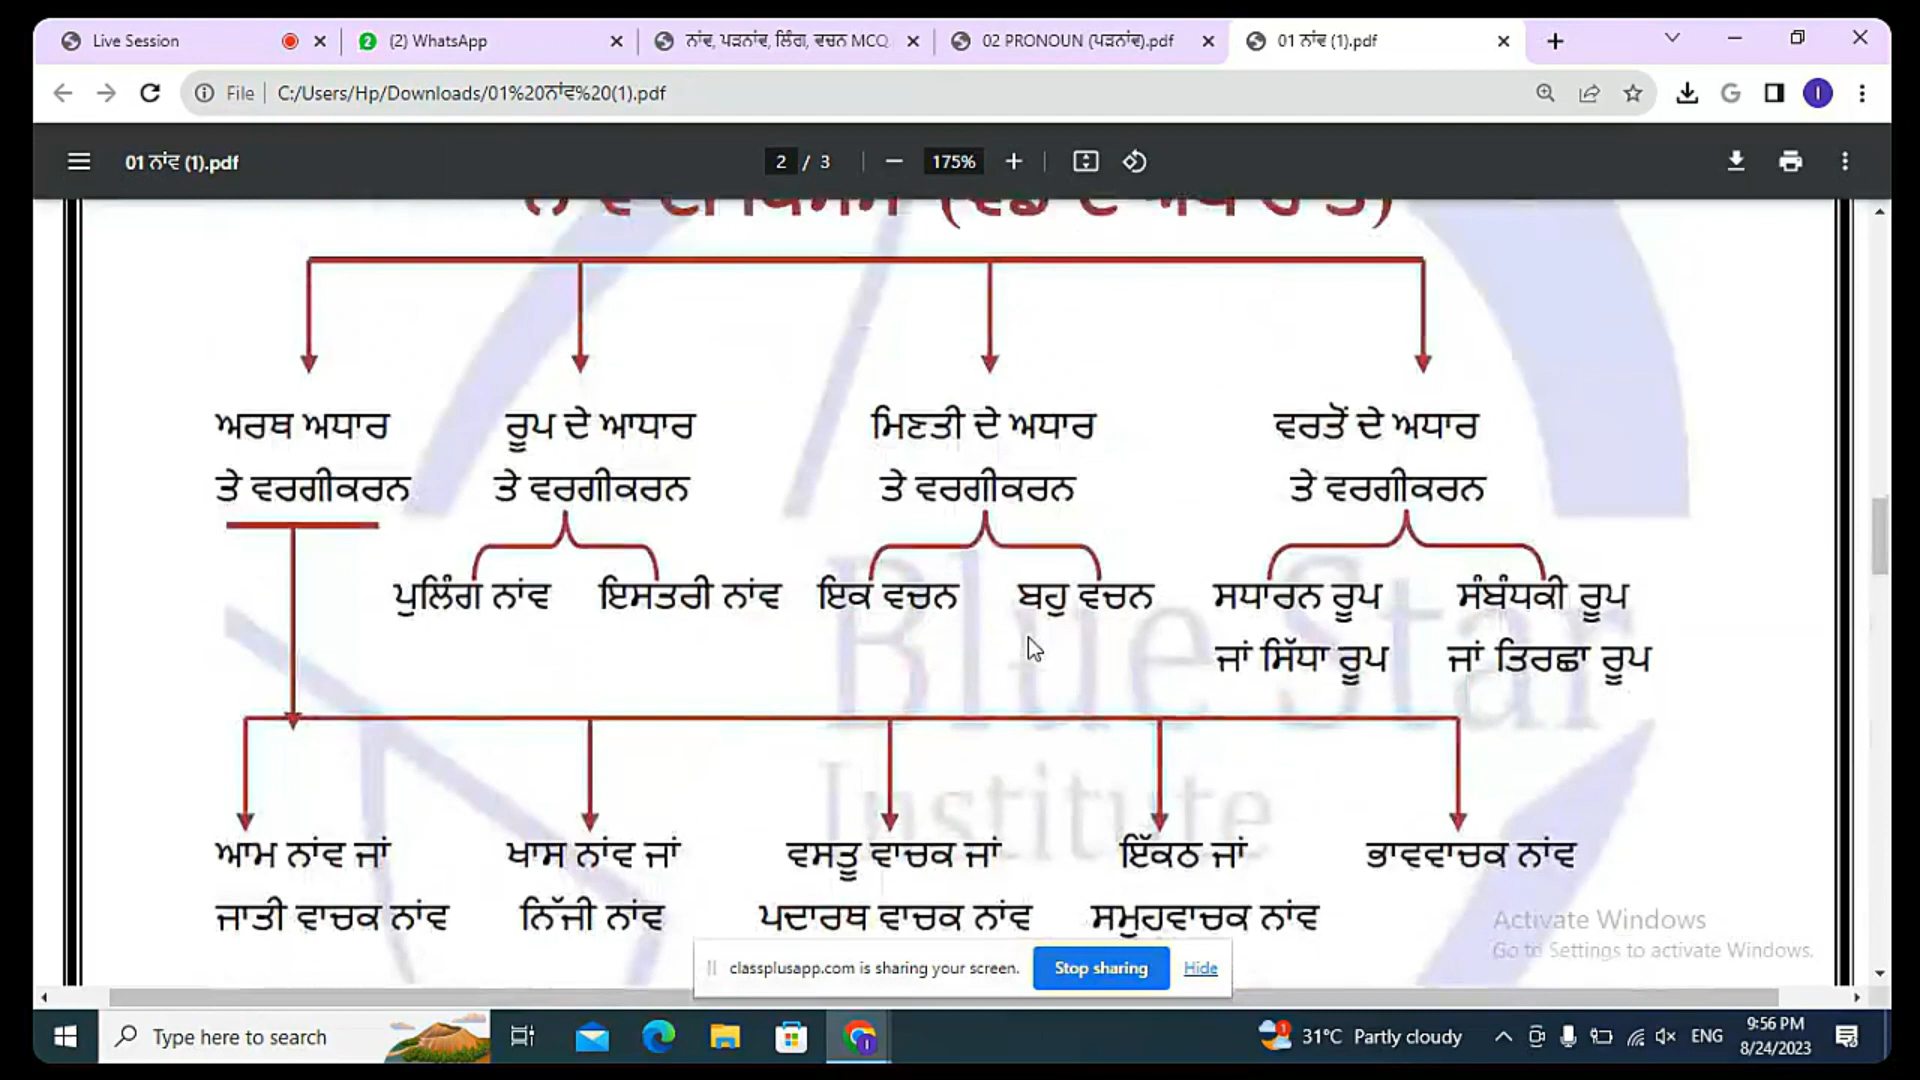 Live Session
(2) WhatsApp
ਨਾਂਵ, ਪੜਨਾਂਵ, ਲਿੰਗ, ਵਚਨ MCQ
02 PRONOUN (ਪੜਨਾਂਵ).pdf
01 ਨਾਂਵ (1).pdf
File
C:/Users/Hp/Downloads/01%20ਨਾਂਵ%20(1).pdf
01 ਨਾਂਵ (1).pdf
2 / 3
175%
ਅਰਥ ਅਧਾਰ
ਤੇ ਵਰਗੀਕਰਨ
ਰੂਪ ਦੇ ਆਧਾਰ
ਤੇ ਵਰਗੀਕਰਨ
ਮਿਣਤੀ ਦੇ ਅਧਾਰ
ਤੇ ਵਰਗੀਕਰਨ
ਵਰਤੋਂ ਦੇ ਅਧਾਰ
ਤੇ ਵਰਗੀਕਰਨ
ਪੁਲਿੰਗ ਨਾਂਵ
ਇਸਤਰੀ ਨਾਂਵ
ਇਕ ਵਚਨ
ਬਹੁ ਵਚਨ
ਸਧਾਰਨ ਰੂਪ
ਜਾਂ ਸਿੱਧਾ ਰੂਪ
ਸੰਬੰਧਕੀ ਰੂਪ
ਜਾਂ ਤਿਰਛਾ ਰੂਪ
Blue Star
Institute
ਆਮ ਨਾਂਵ ਜਾਂ
ਜਾਤੀ ਵਾਚਕ ਨਾਂਵ
ਖਾਸ ਨਾਂਵ ਜਾਂ
ਨਿੱਜੀ ਨਾਂਵ
ਵਸਤੂ ਵਾਚਕ ਜਾਂ
ਪਦਾਰਥ ਵਾਚਕ ਨਾਂਵ
ਇੱਕਠ ਜਾਂ
ਸਮੁਹਵਾਚਕ ਨਾਂਵ
ਭਾਵਵਾਚਕ ਨਾਂਵ
Activate Windows
Go to Settings to activate Windows.
classplusapp.com is sharing your screen.
Stop sharing
Hide
Type here to search
31°C Partly cloudy
ENG
9:56 PM
8/24/2023